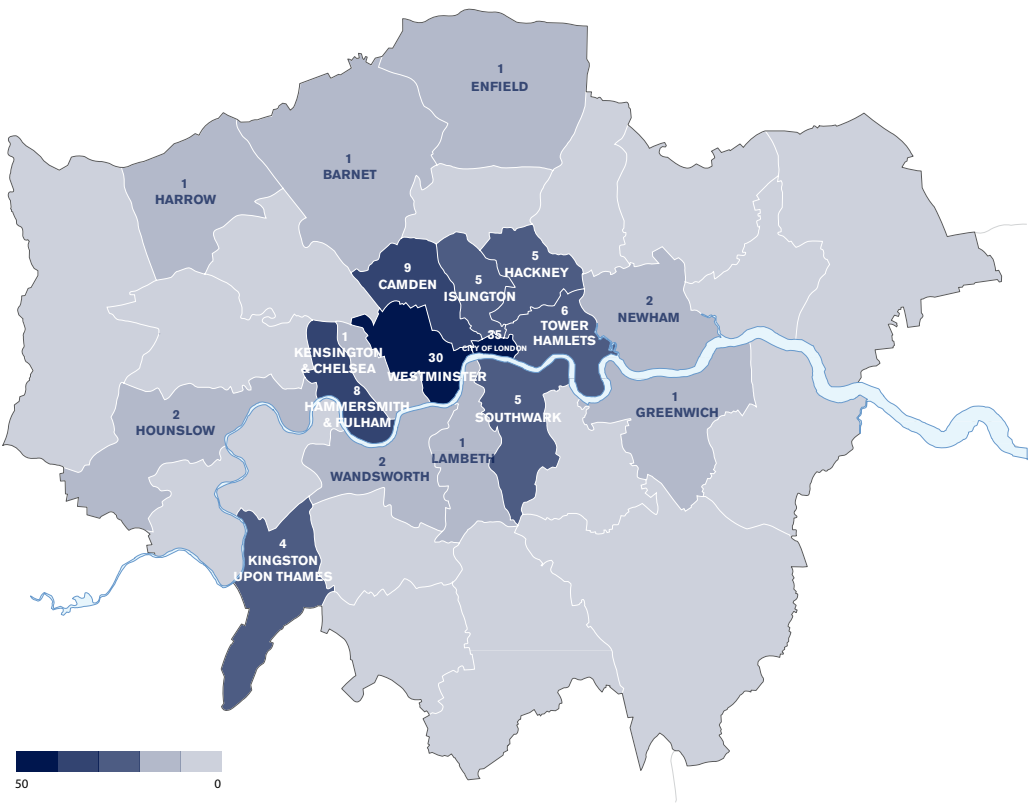 1
ENFIELD
1
BARNET
1
HARROW
9
CAMDEN
5
ISLINGTON
5
HACKNEY
6
TOWER
HAMLETS
2
NEWHAM
35
CITY OF LONDON
30
WESTMINSTER
1
KENSINGTON
& CHELSEA
8
HAMMERSMITH
& FULHAM
2
HOUNSLOW
5
SOUTHWARK
1
GREENWICH
1
LAMBETH
2
WANDSWORTH
4
KINGSTON
UPON THAMES
50 0